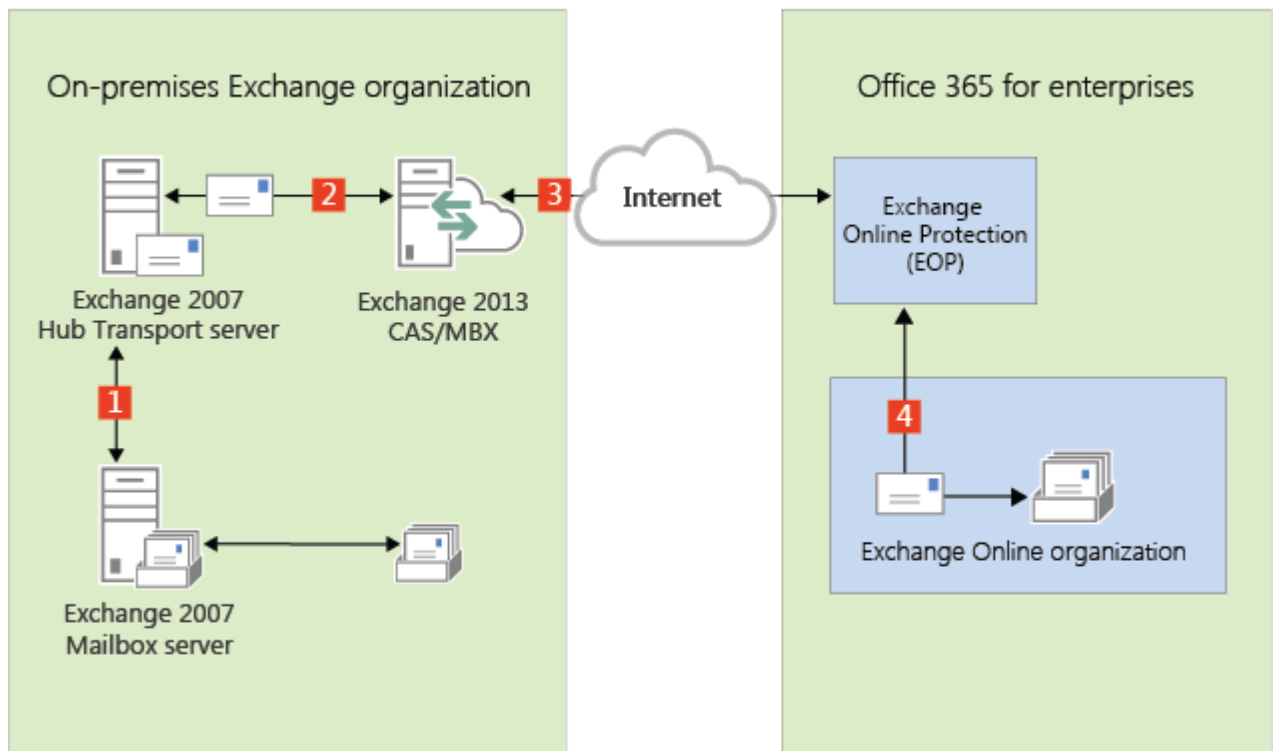 On-premises Exchange organization
Office 365 for enterprises
2
3
Internet
Exchange
Online Protection
(EOP)
Exchange 2007
Hub Transport server
Exchange 2013
CAS/MBX
1
4
Exchange Online organization
Exchange 2007
Mailbox server